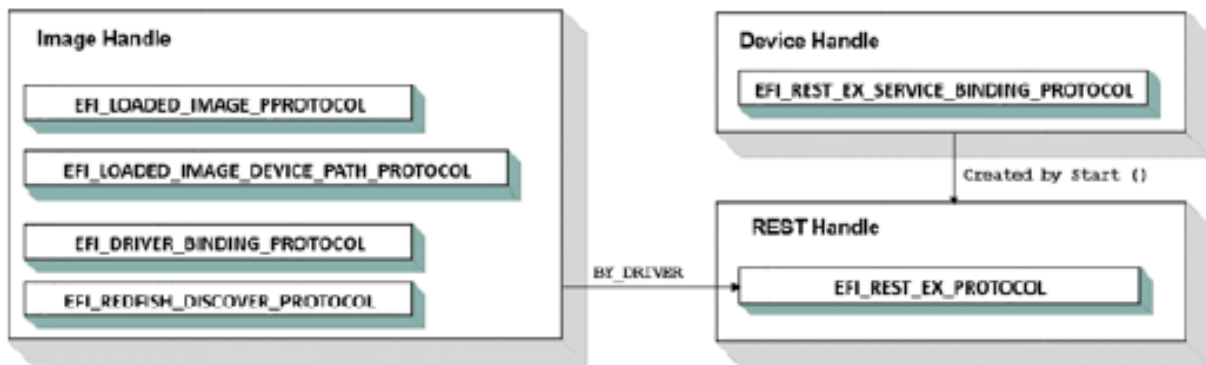 Image Handle
EFI_LOADED_IMAGE_PPROTOCOL
EFI_LOADED_IMAGE_DEVICE_PATH_PROTOCOL
EFI_DRIVER_BINDING_PROTOCOL
EFI_REDFISH_DISCOVER_PROTOCOL
BY_DRIVER
Device Handle
EFI_REST_EX_SERVICE_BINDING_PROTOCOL
Created by Start ()
REST Handle
EFI_REST_EX_PROTOCOL